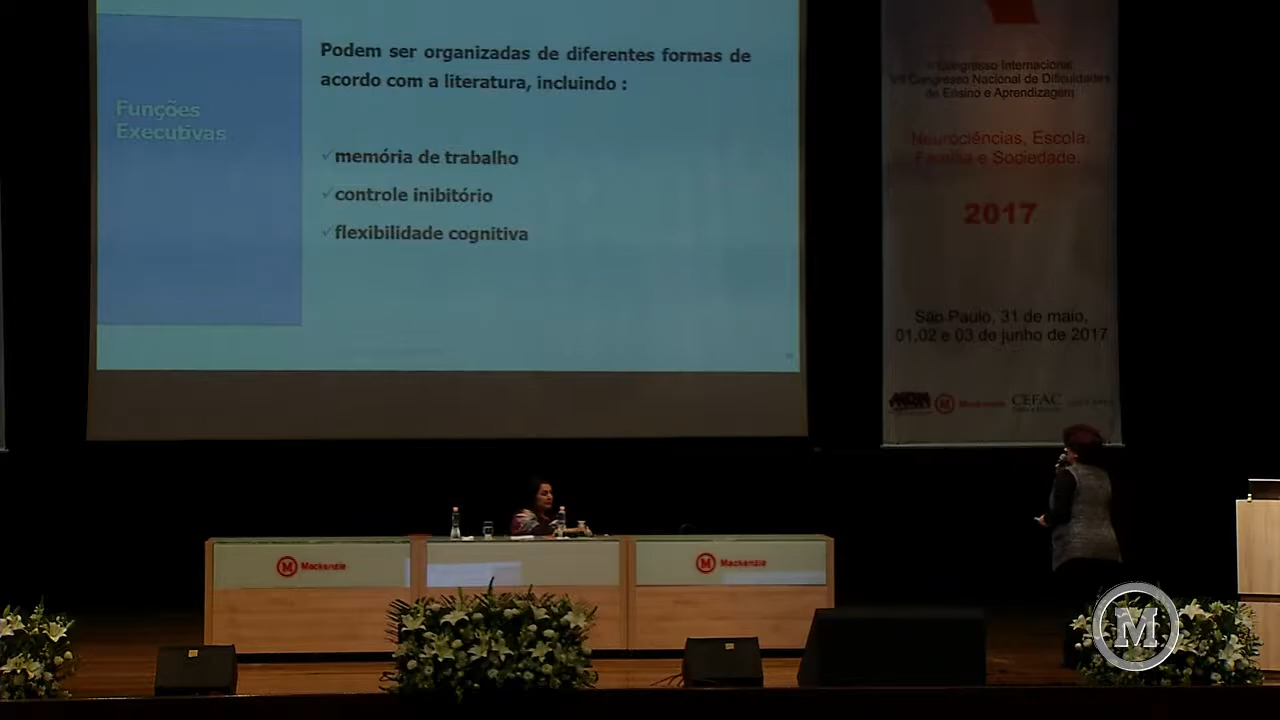 Funções
Executivas
Podem ser organizadas de diferentes formas de
acordo com a literatura, incluindo :
✓memória de trabalho
✓controle inibitório
✓flexibilidade cognitiva
Congresso Internacional
Congresso Nacional de Dificuldades
de Ensino e Aprendizagem
Neurociências, Escola,
Família e Sociedade.
2017
São Paulo, 31 de maio,
01,02 e 03 de junho de 2017
M Mackenzie
CEFAC
M Mackenzie
M Mackenzie
M